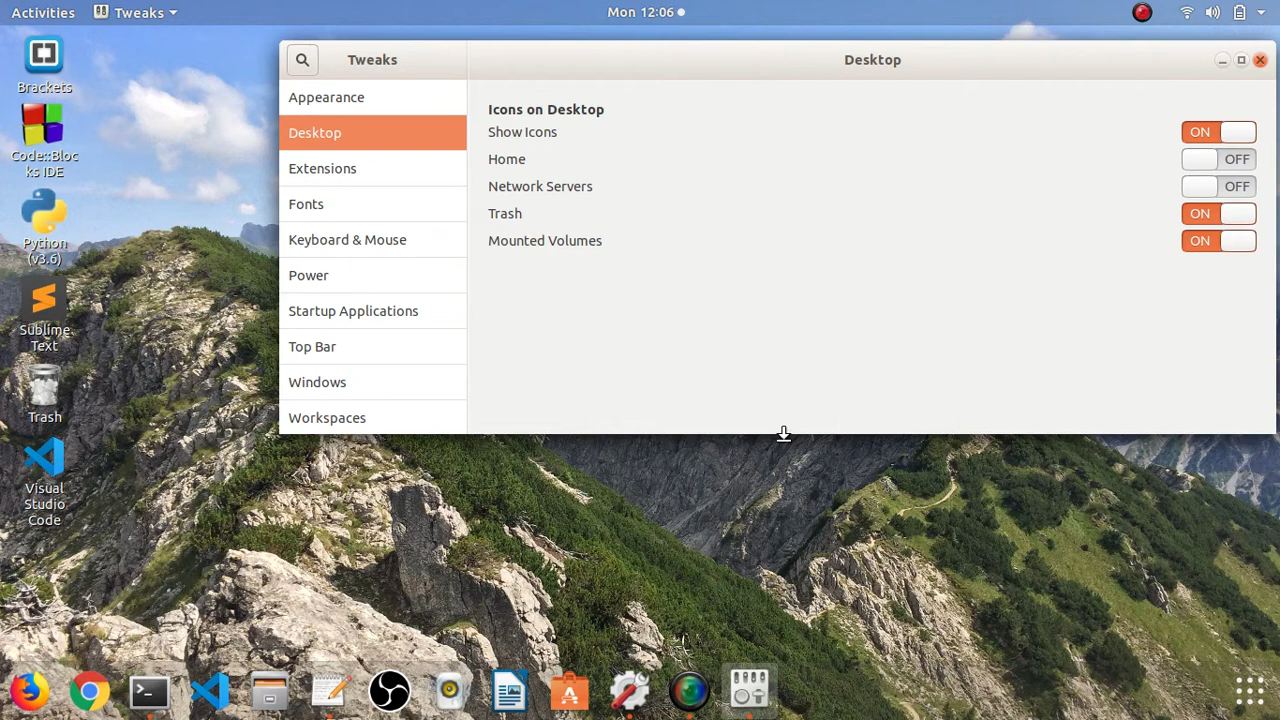 Activities
Tweaks
Mon 12:06
Brackets
Code::Bloc
ks IDE
Python
(v3.6)
Sublime
Text
Trash
Visual
Studio
Code
Tweaks
Desktop
Appearance
Desktop
Extensions
Fonts
Keyboard & Mouse
Power
Startup Applications
Top Bar
Windows
Workspaces
Icons on Desktop
Show Icons ON
Home OFF
Network Servers OFF
Trash ON
Mounted Volumes ON